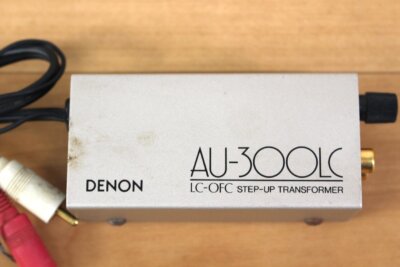 AU-300LC
DENON
LC-OFC STEP-UP TRANSFORMER